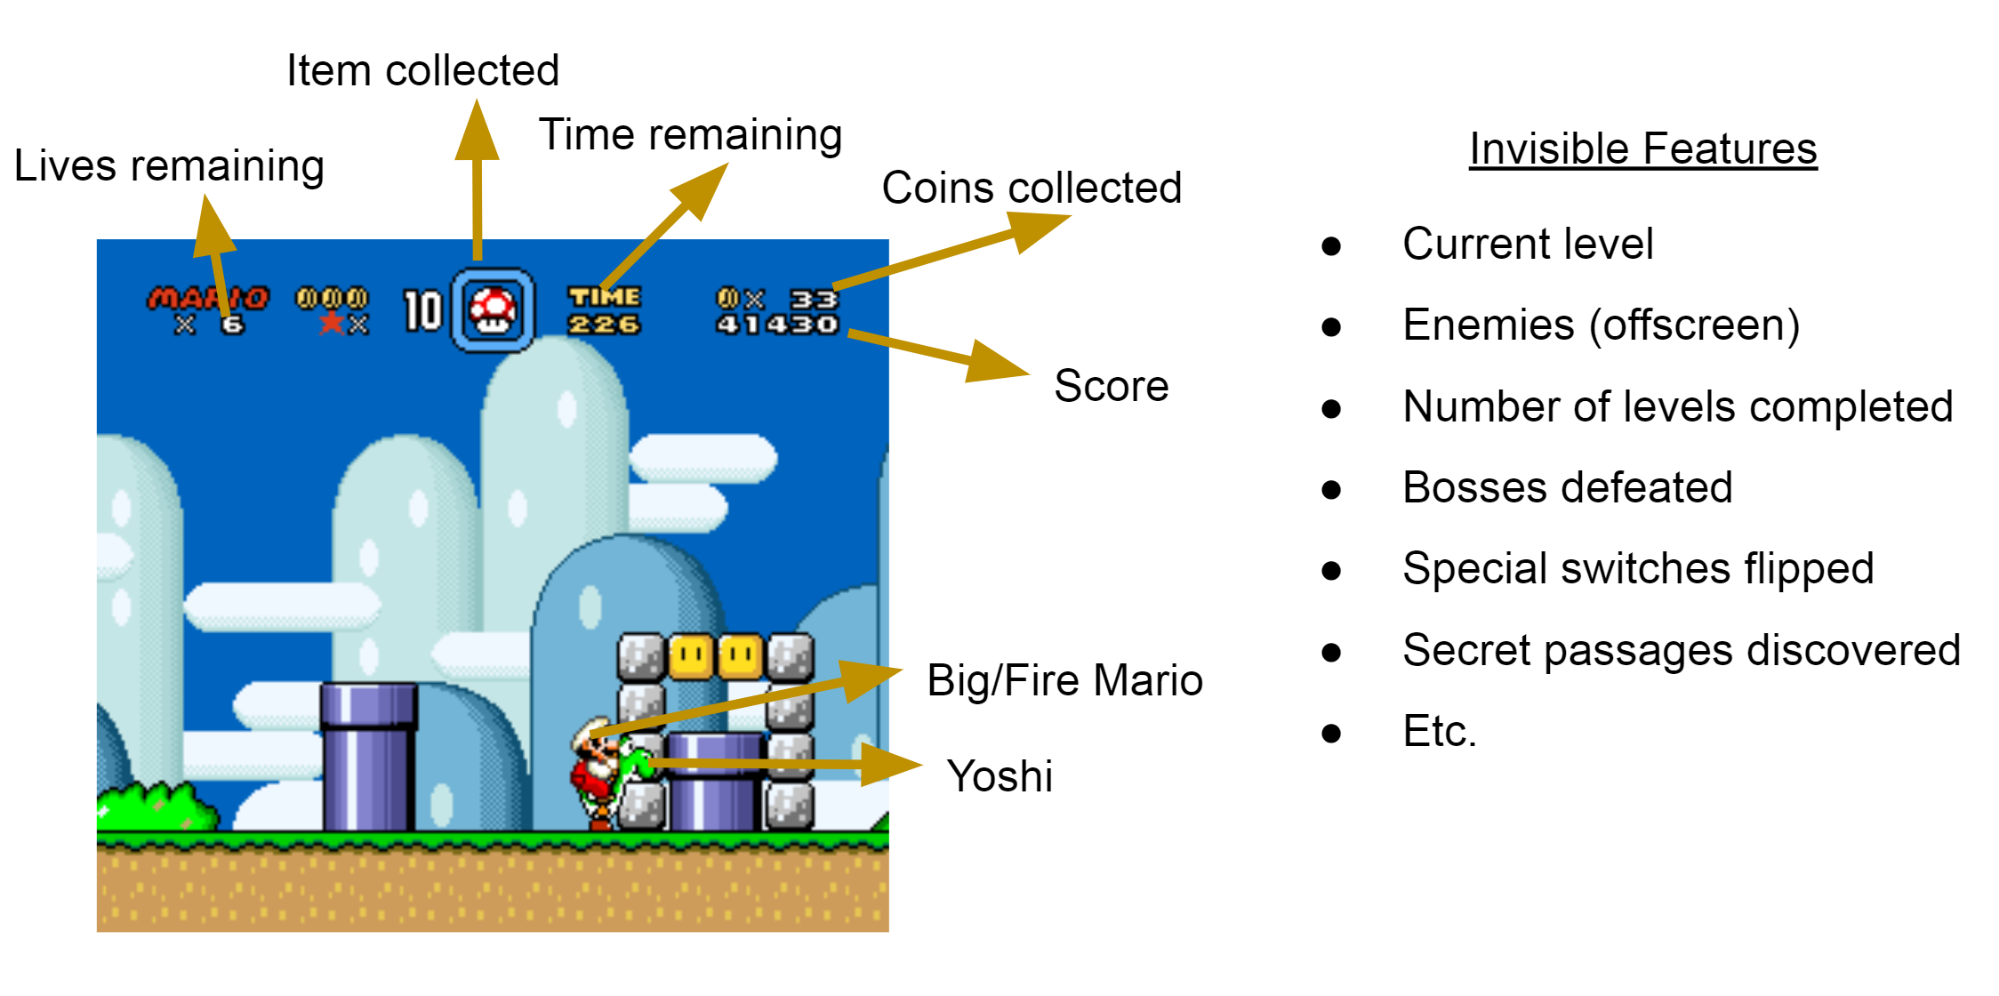 Item collected
Time remaining
Lives remaining
Coins collected
MARIO
x 6
x
10
TIME
226
x 33
41430
Score
Big/Fire Mario
Yoshi
Invisible Features
● Current level
● Enemies (offscreen)
● Number of levels completed
● Bosses defeated
● Special switches flipped
● Secret passages discovered
● Etc.